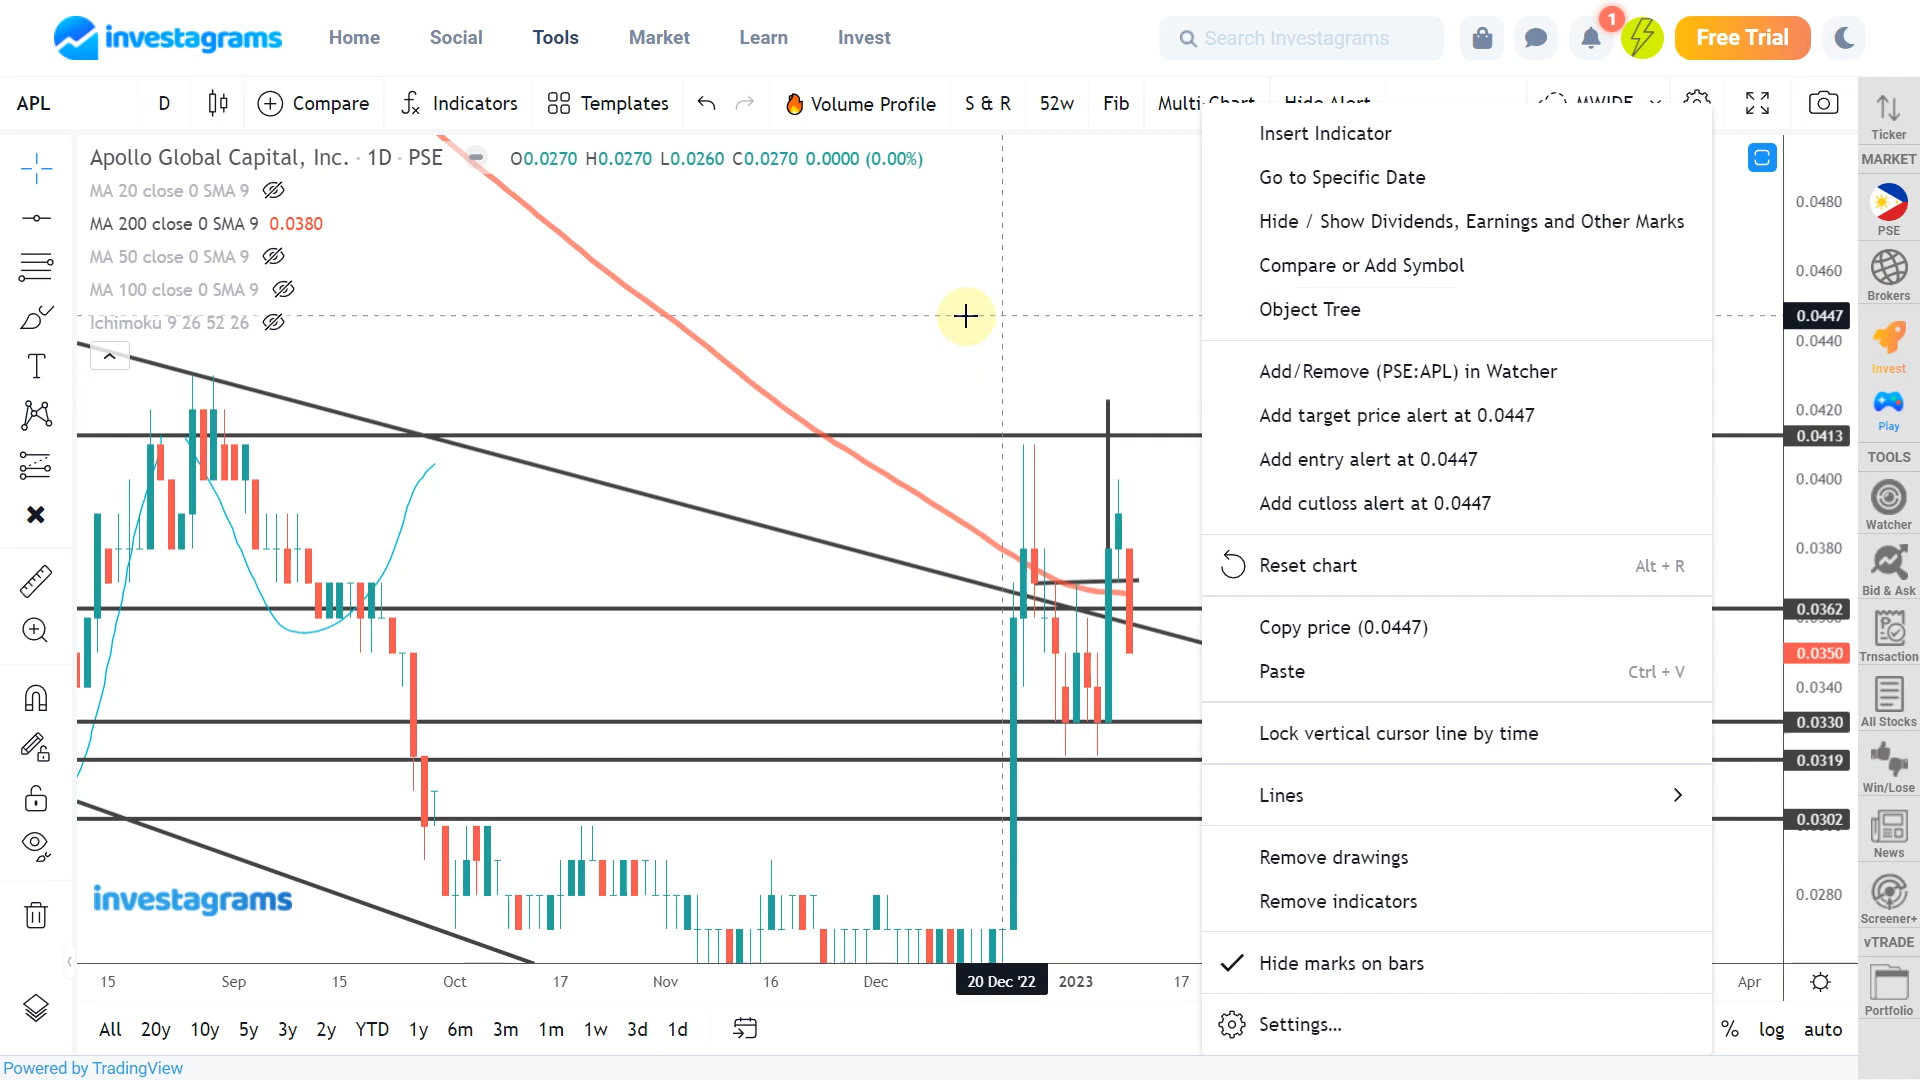 investagrams Home Social Tools Market Learn Invest Search Investagrams 1 Free Trial
APL D Compare Indicators Templates Volume Profile S & R 52w Fib
Apollo Global Capital, Inc. · 1D · PSE O0.0270 H0.0270 L0.0260 C0.0270 0.0000 (0.00%)
MA 20 close 0 SMA 9
MA 200 close 0 SMA 9 0.0380
MA 50 close 0 SMA 9
MA 100 close 0 SMA 9
Ichimoku 9 26 52 26
investagrams
Insert Indicator
Go to Specific Date
Hide / Show Dividends, Earnings and Other Marks
Compare or Add Symbol
Object Tree
Add/Remove (PSE:APL) in Watcher
Add target price alert at 0.0447
Add entry alert at 0.0447
Add cutloss alert at 0.0447
Reset chart Alt + R
Copy price (0.0447)
Paste Ctrl + V
Lock vertical cursor line by time
Lines
Remove drawings
Remove indicators
Hide marks on bars
Settings...
0.0480
0.0460
0.0447
0.0440
0.0420
0.0413
0.0400
0.0380
0.0362
0.0350
0.0340
0.0330
0.0319
0.0302
0.0280
15 Sep 15 Oct 17 Nov 16 Dec 20 Dec '22 2023 17 Apr
All 20y 10y 5y 3y 2y YTD 1y 6m 3m 1m 1w 3d 1d % log auto
Powered by TradingView
Ticker
MARKET
PSE
Brokers
Invest
Play
TOOLS
Watcher
Bid & Ask
Trnsaction
All Stocks
Win/Lose
News
Screener+
vTRADE
Portfolio